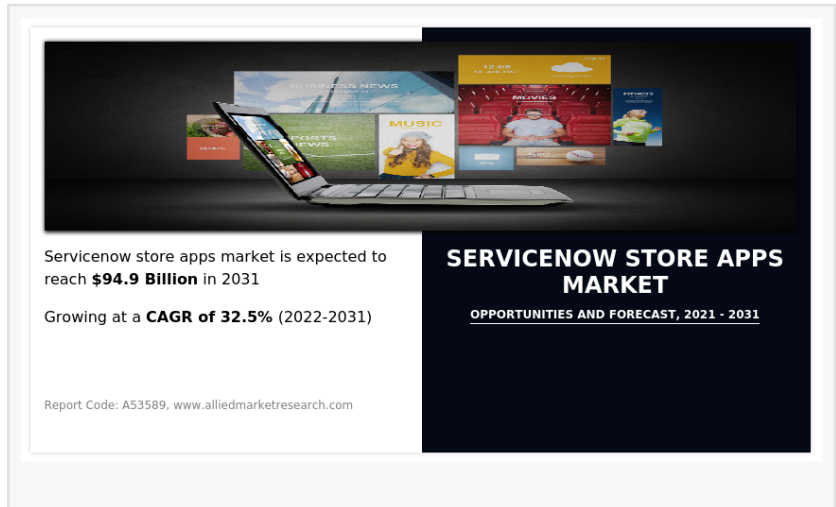 BUSINESS NEWS
MUSIC
MOVIES
FITNESS
Servicenow store apps market is expected to
reach $94.9 Billion in 2031
Growing at a CAGR of 32.5% (2022-2031)
Report Code: A53589, www.alliedmarketresearch.com
SERVICENOW STORE APPS
MARKET
OPPORTUNITIES AND FORECAST, 2021 - 2031